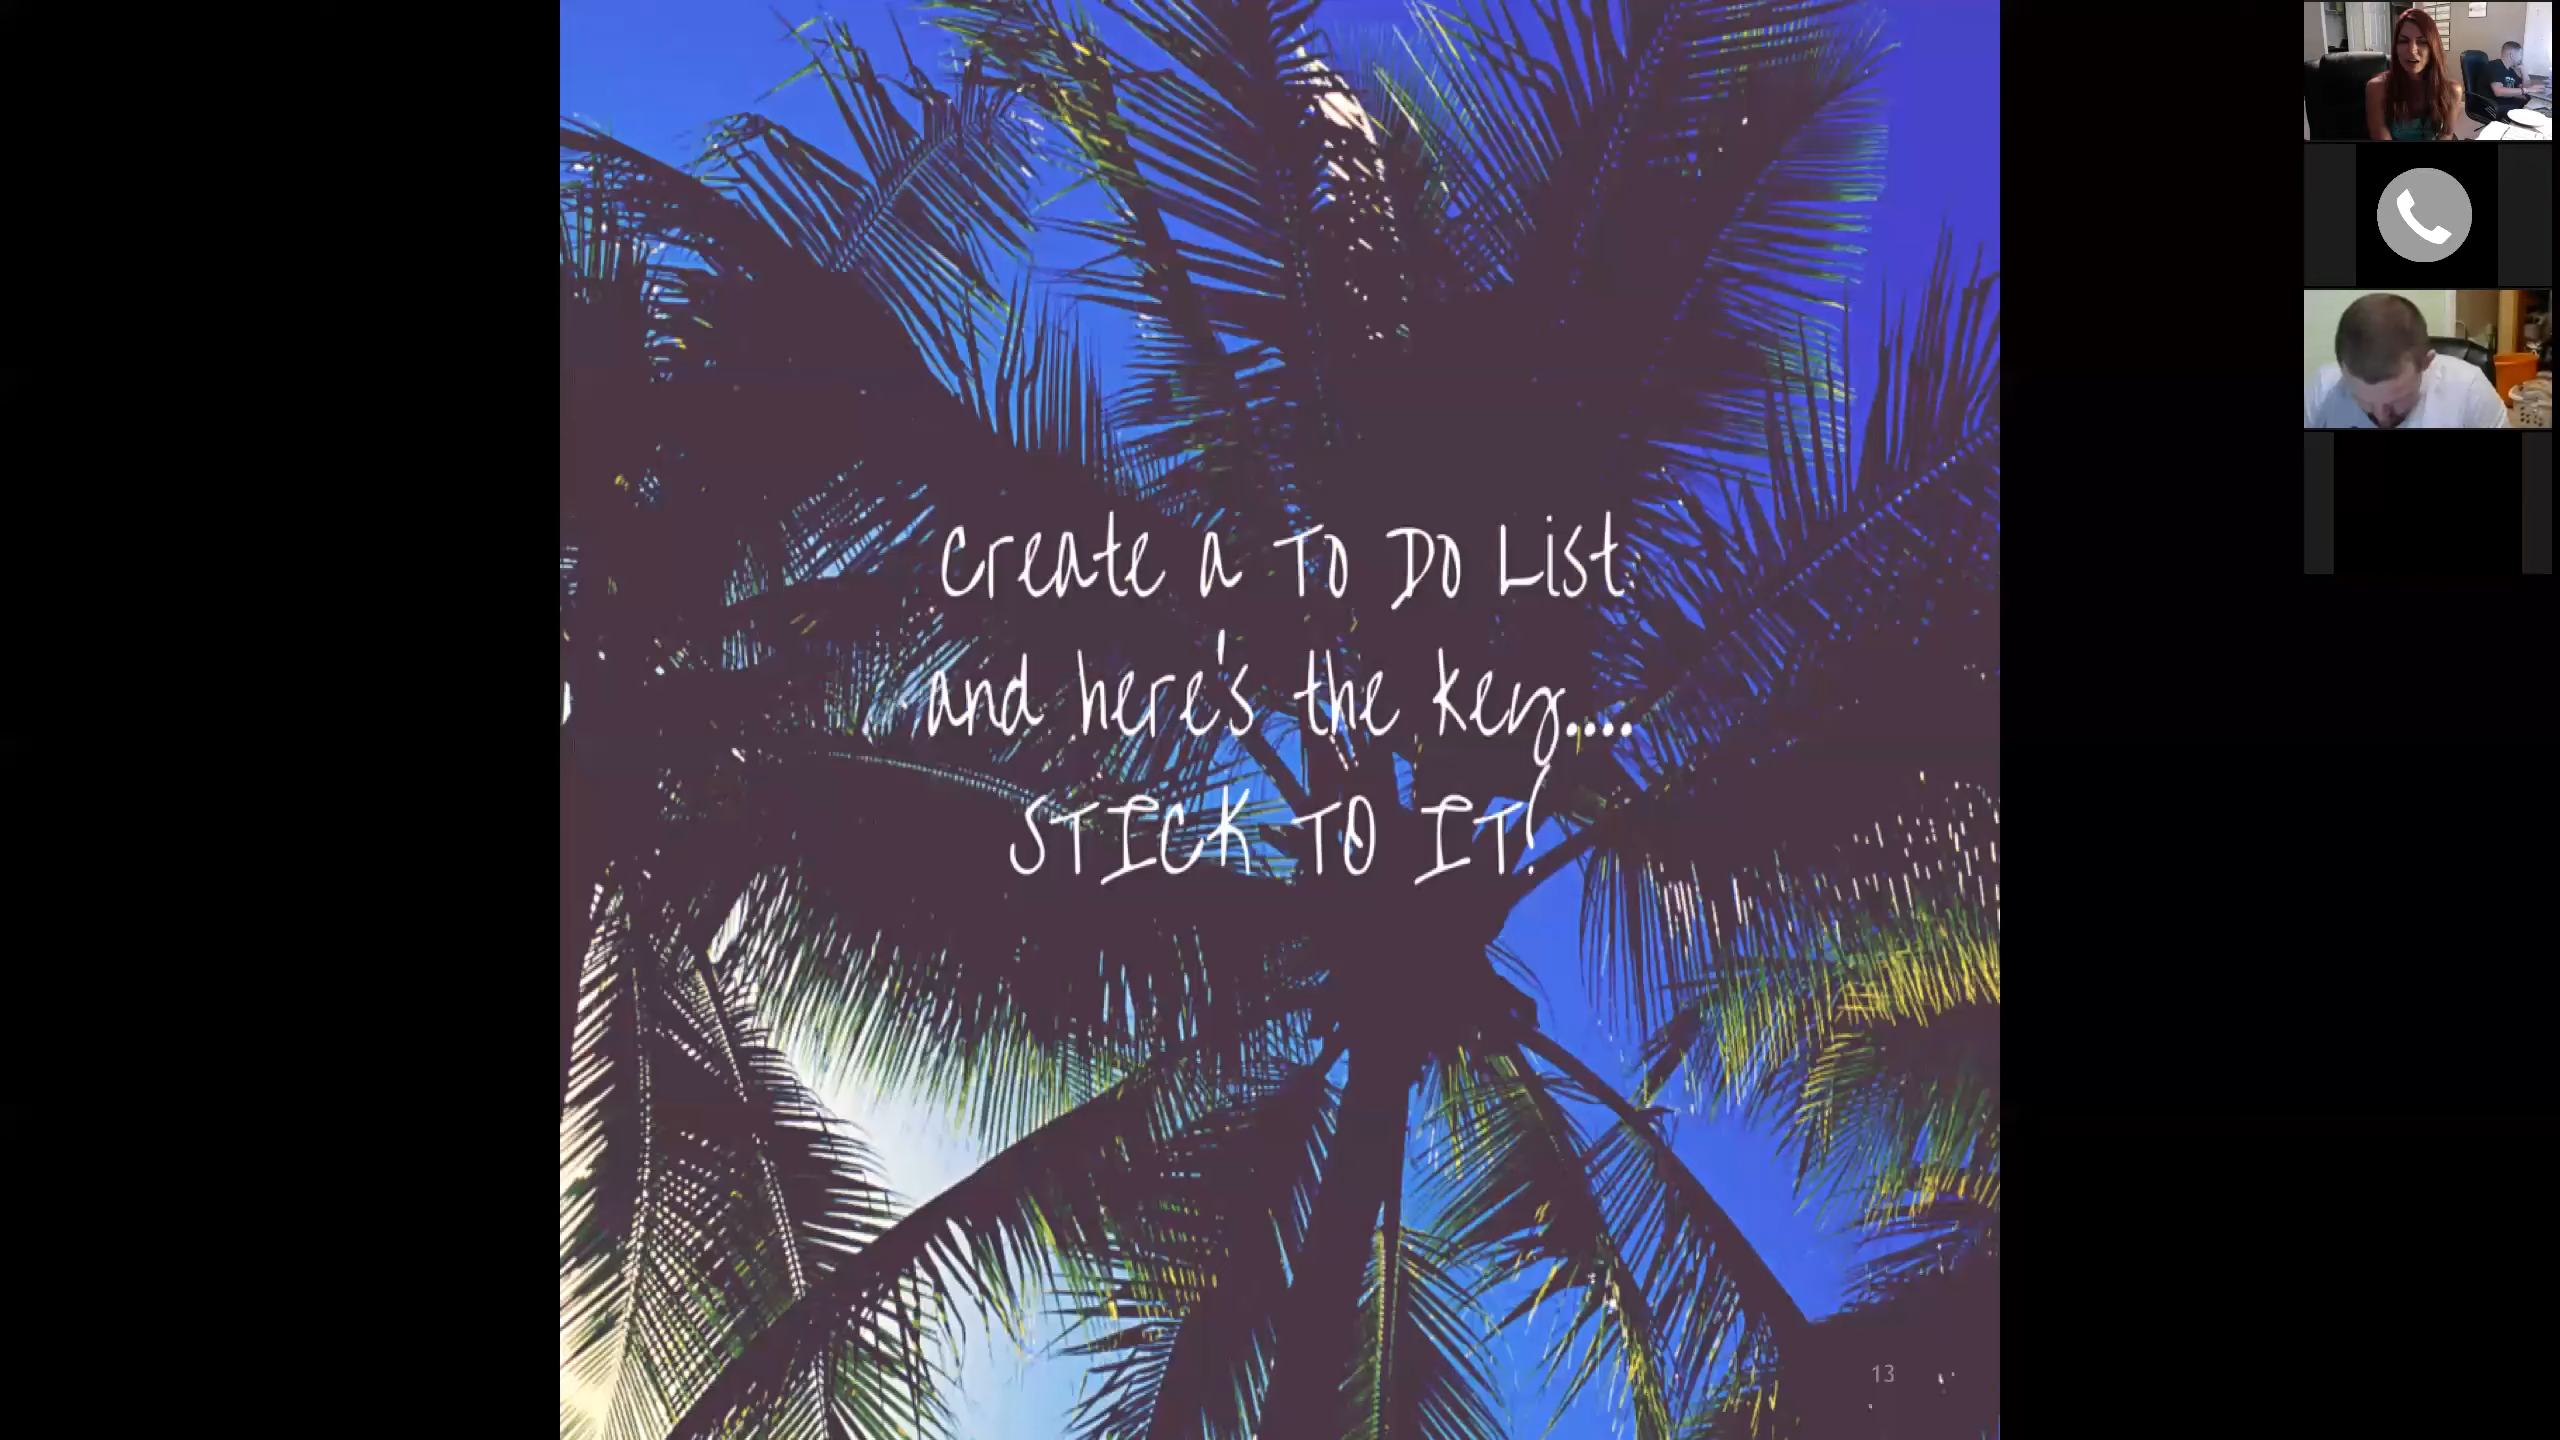 Create a To Do List
and here's the key....
STICK TO IT!
13